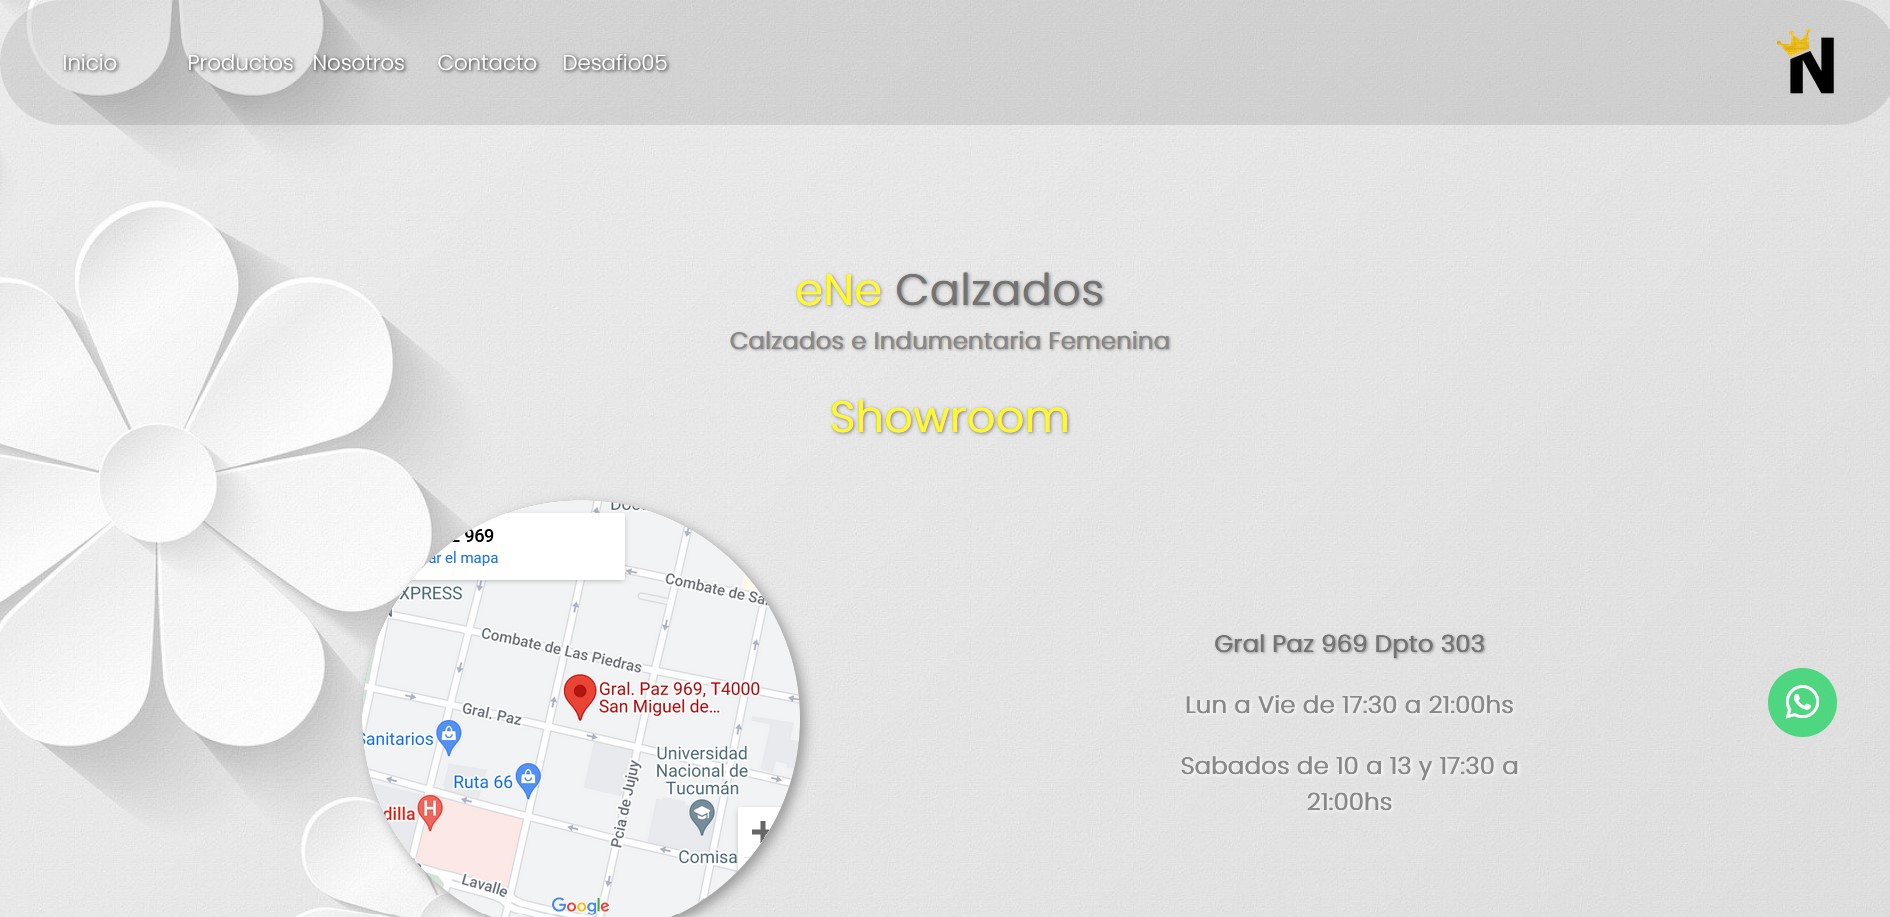 Inicio Productos Nosotros Contacto Desafio05
N
eNe Calzados
Calzados e Indumentaria Femenina
Showroom
969
ar el mapa
XPRESS
Combate de Sa
Combate de Las Piedras
Gral. Paz 969, T4000
San Miguel de...
Gral. Paz
Sanitarios
Ruta 66
Universidad
Nacional de
Tucumán
Pcia de Jujuy
H
dilla
+
Comisa
Lavalle
Google
Gral Paz 969 Dpto 303
Lun a Vie de 17:30 a 21:00hs
Sabados de 10 a 13 y 17:30 a
21:00hs